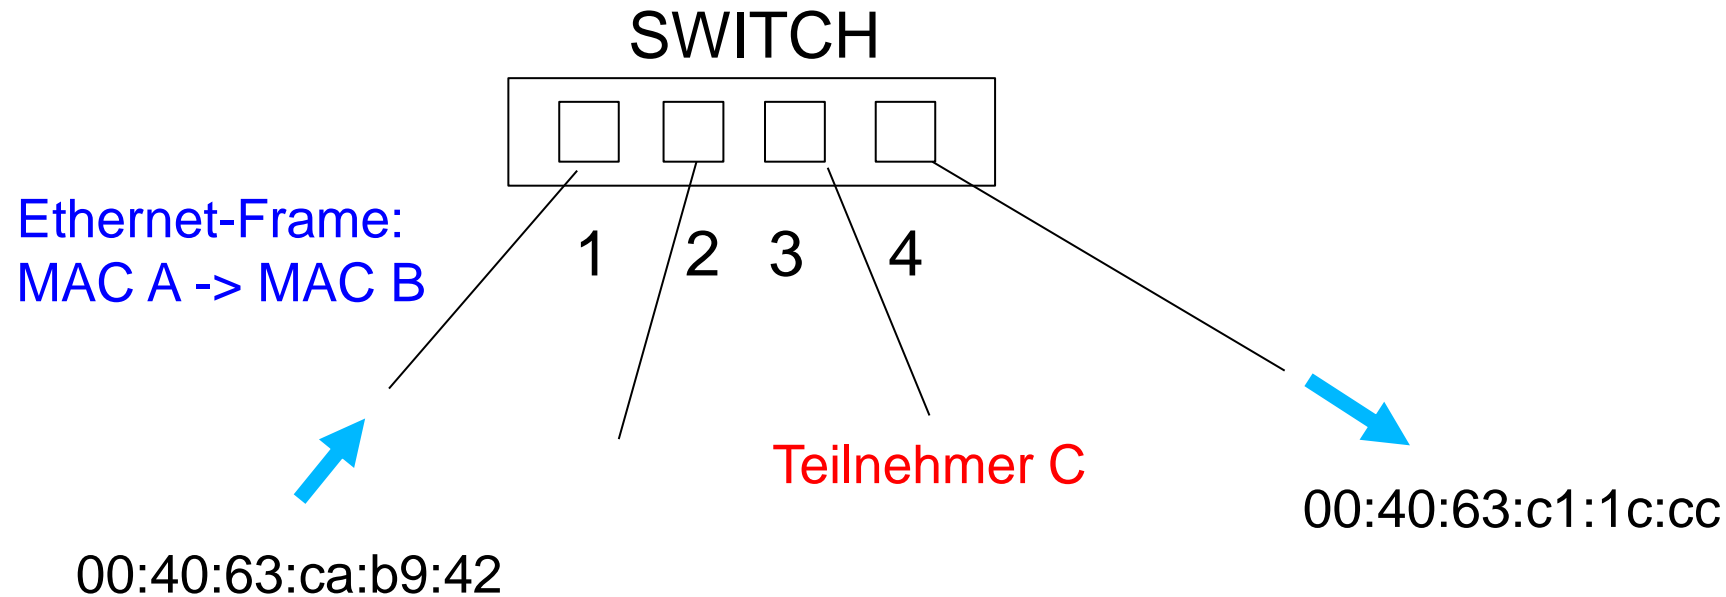 SWITCH
Ethernet-Frame:
MAC A -> MAC B
1 2 3 4
Teilnehmer C
00:40:63:c1:1c:cc
00:40:63:ca:b9:42